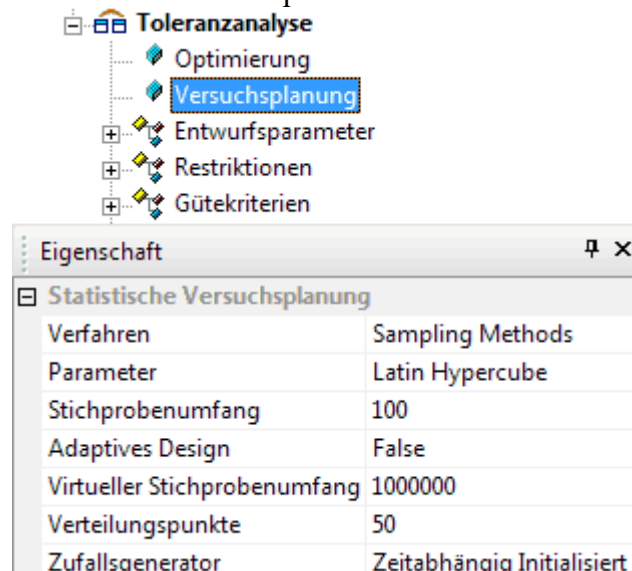 Toleranzanalyse
Optimierung
Versuchsplanung
Entwurfsparameter
Restriktionen
Gütekriterien
Eigenschaft
Statistische Versuchsplanung
Verfahren Sampling Methods
Parameter Latin Hypercube
Stichprobenumfang 100
Adaptives Design False
Virtueller Stichprobenumfang 1000000
Verteilungspunkte 50
Zufallsgenerator Zeitabhängig Initialisiert